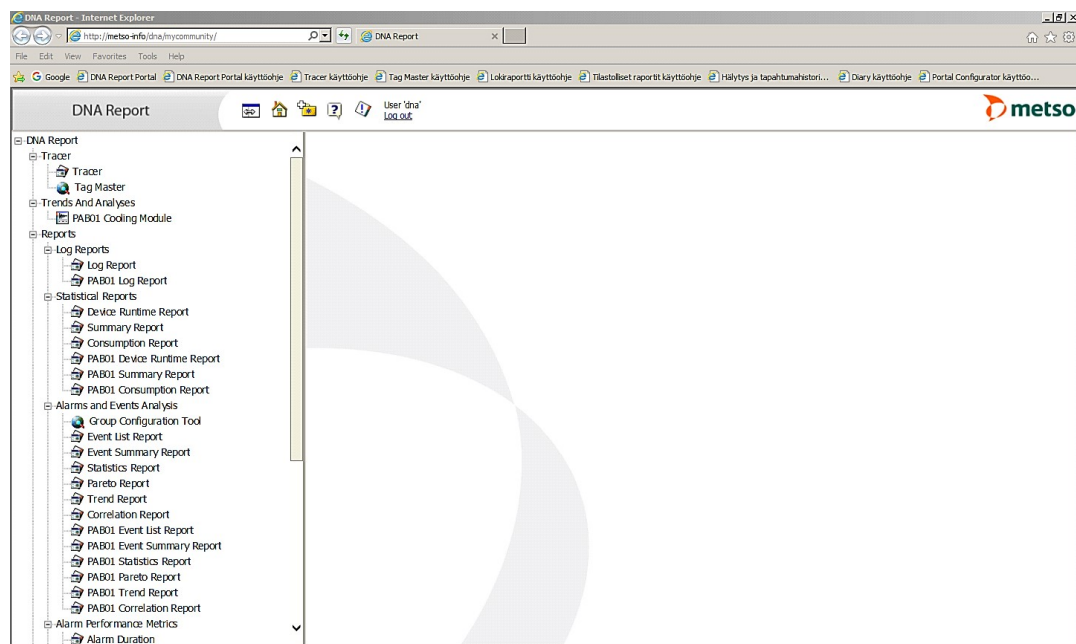 DNA Report - Internet Explorer
http://metso-info/dna/mycommunity/
DNA Report
File Edit View Favorites Tools Help
Google DNA Report Portal DNA Report Portal käyttöohje Tracer käyttöohje Tag Master käyttöohje Lokiraportti käyttöohje Tilastolliset raportit käyttöohje Hälytys ja tapahtumahistori... Diary käyttöohje Portal Configurator käyttöo...
DNA Report
User 'dna'
Log out
metso
DNA Report
Tracer
Tracer
Tag Master
Trends And Analyses
PAB01 Cooling Module
Reports
Log Reports
Log Report
PAB01 Log Report
Statistical Reports
Device Runtime Report
Summary Report
Consumption Report
PAB01 Device Runtime Report
PAB01 Summary Report
PAB01 Consumption Report
Alarms and Events Analysis
Group Configuration Tool
Event List Report
Event Summary Report
Statistics Report
Pareto Report
Trend Report
Correlation Report
PAB01 Event List Report
PAB01 Event Summary Report
PAB01 Statistics Report
PAB01 Pareto Report
PAB01 Trend Report
PAB01 Correlation Report
Alarm Performance Metrics
Alarm Duration